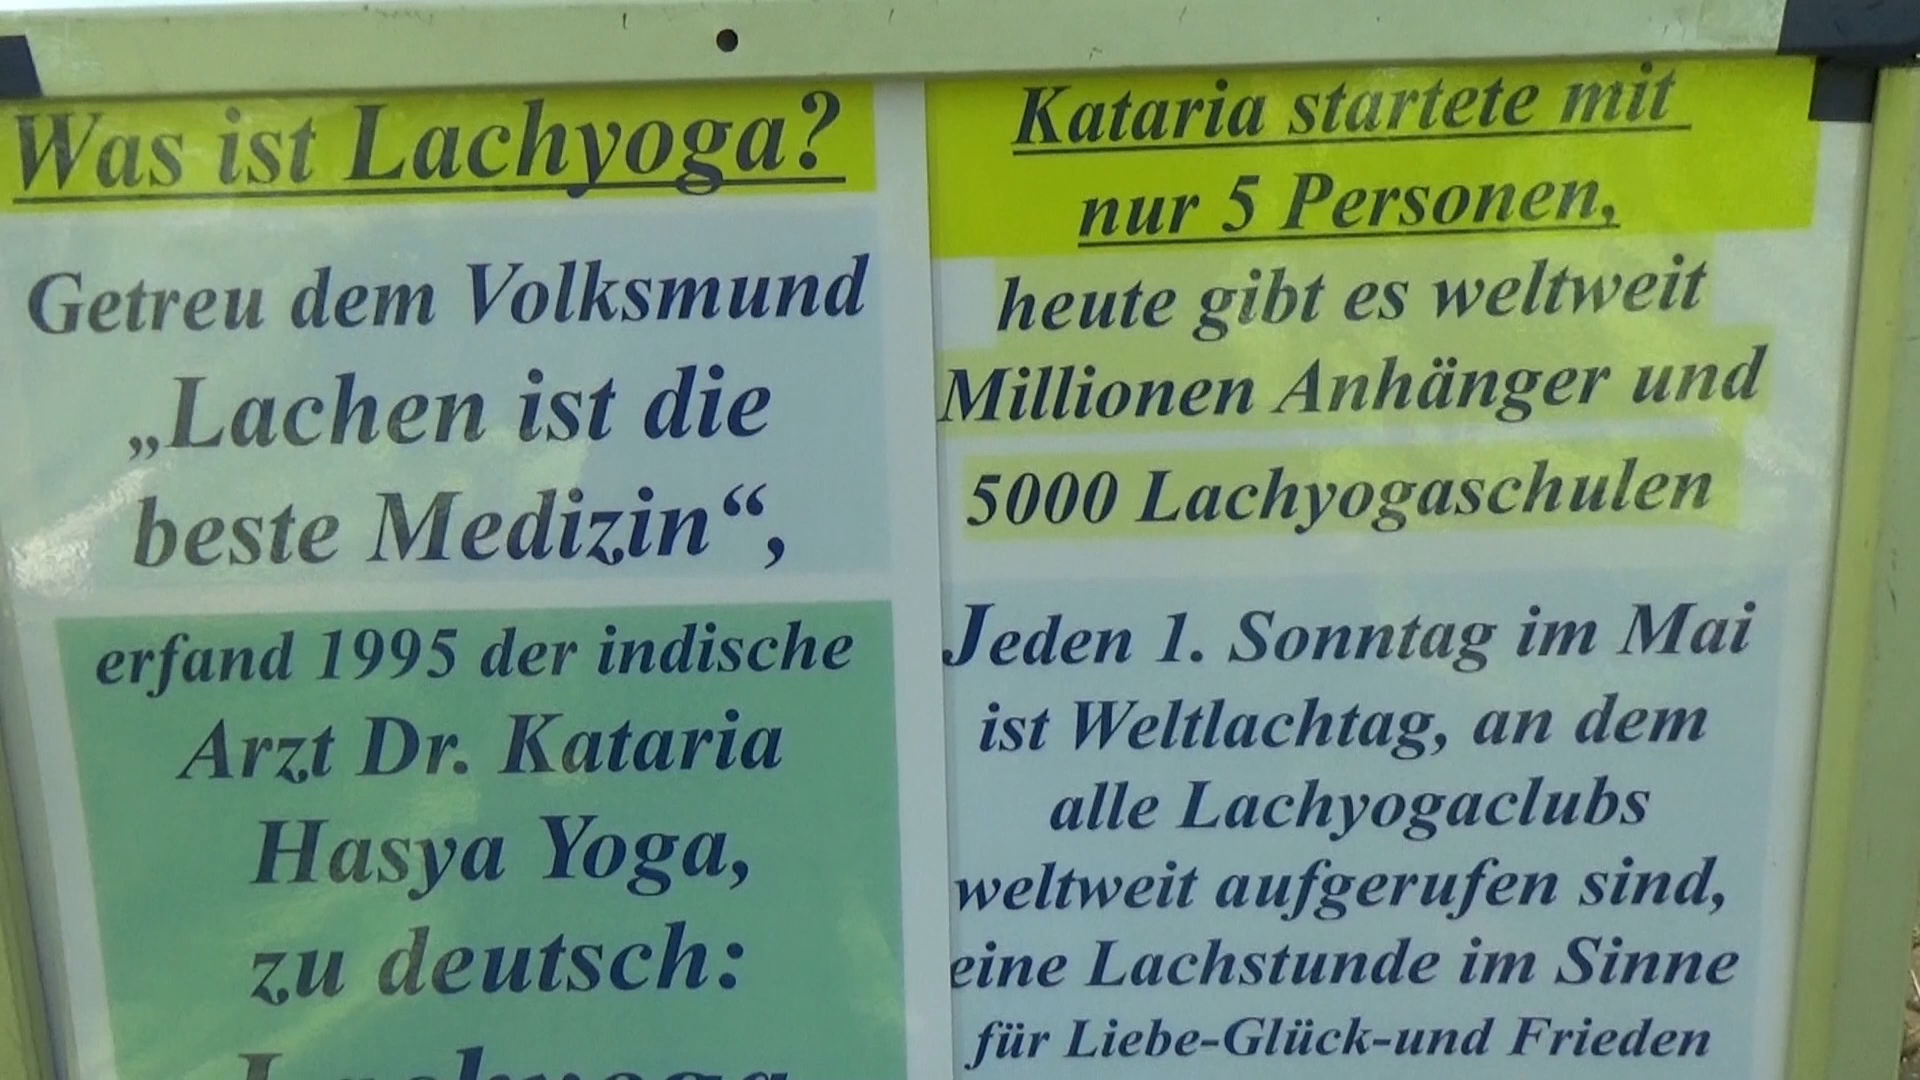 Was ist Lachyoga?
Getreu dem Volksmund
„Lachen ist die
beste Medizin“,
erfand 1995 der indische
Arzt Dr. Kataria
Hasya Yoga,
zu deutsch:
Lachyoga
Kataria startete mit
nur 5 Personen,
heute gibt es weltweit
Millionen Anhänger und
5000 Lachyogaschulen
Jeden 1. Sonntag im Mai
ist Weltlachtag, an dem
alle Lachyogaclubs
weltweit aufgerufen sind,
eine Lachstunde im Sinne
für Liebe-Glück-und Frieden